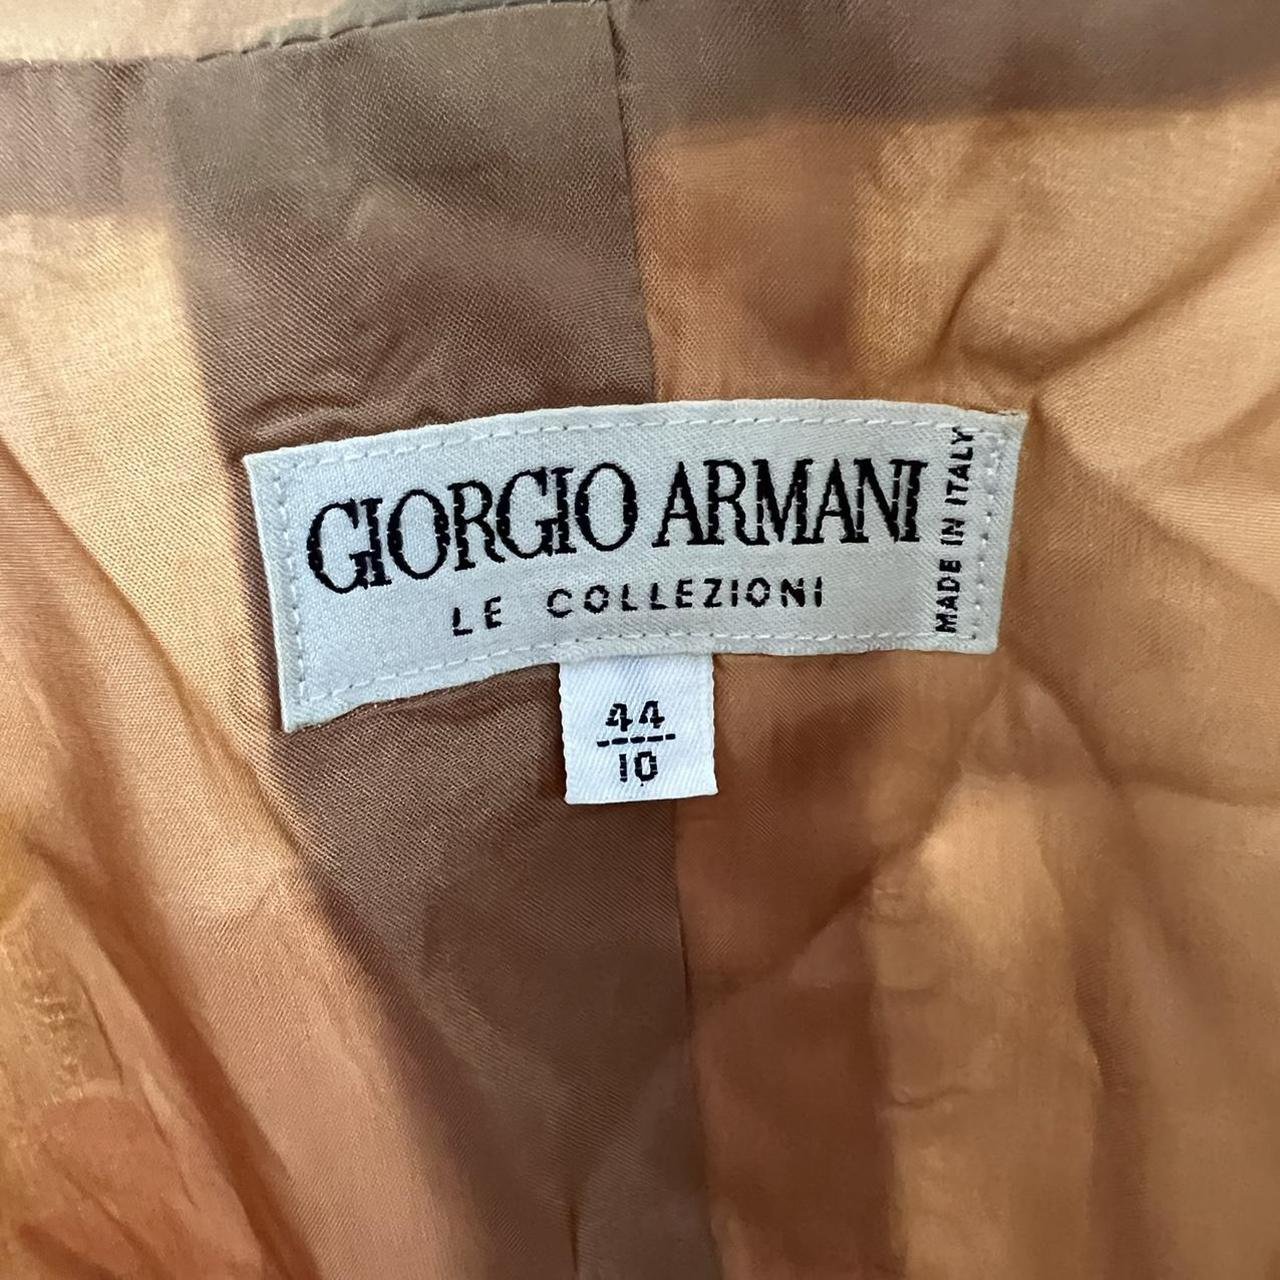 GIORGIO ARMANI
LE COLLEZIONI
MADE IN ITALY
44
10